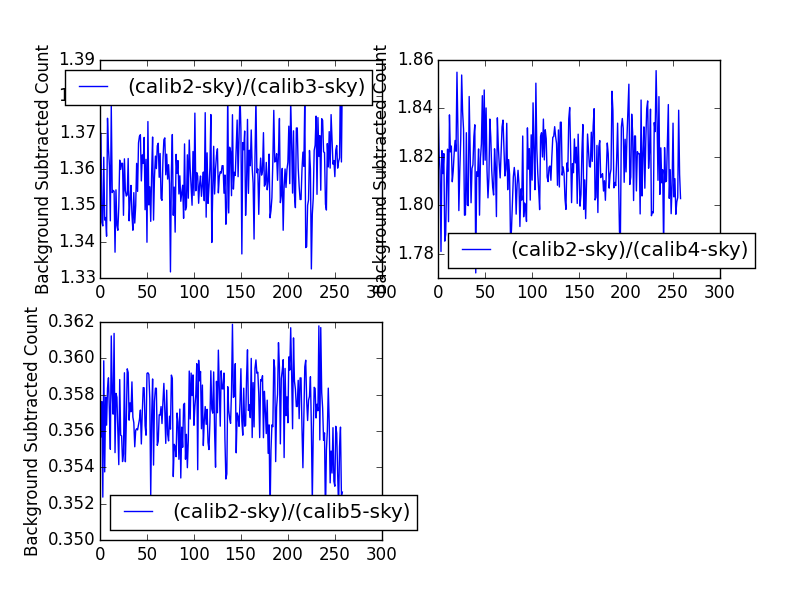 Background Subtracted Count
1.39
1.37
1.36
1.35
1.34
1.33
(calib2-sky)/(calib3-sky)
0 50 100 150 200 250 300
Background Subtracted Count
1.86
1.84
1.82
1.80
1.78
(calib2-sky)/(calib4-sky)
0 50 100 150 200 250 300
Background Subtracted Count
0.362
0.360
0.358
0.356
0.354
0.352
0.350
(calib2-sky)/(calib5-sky)
0 50 100 150 200 250 300